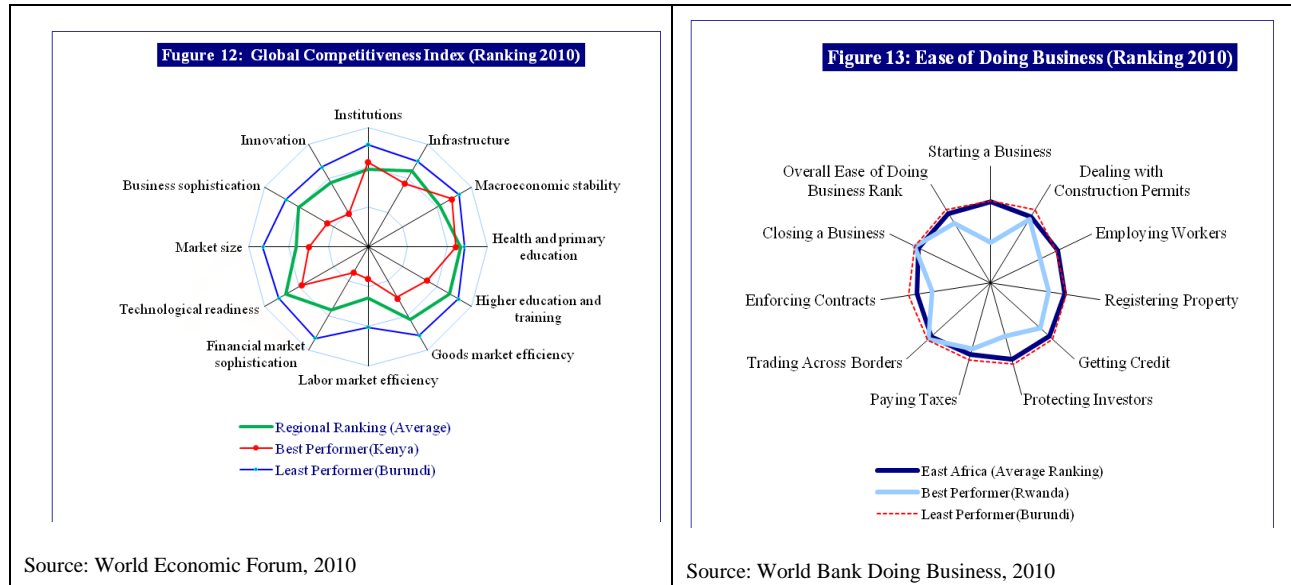 Fugure 12: Global Competitiveness Index (Ranking 2010)
Institutions
Infrastructure
Macroeconomic stability
Health and primary
education
Higher education and
training
Goods market efficiency
Labor market efficiency
Financial market
sophistication
Technological readiness
Market size
Business sophistication
Innovation
Regional Ranking (Average)
Best Performer(Kenya)
Least Performer(Burundi)
Source: World Economic Forum, 2010
Figure 13: Ease of Doing Business (Ranking 2010)
Starting a Business
Dealing with
Construction Permits
Employing Workers
Registering Property
Getting Credit
Protecting Investors
Paying Taxes
Trading Across Borders
Enforcing Contracts
Closing a Business
Overall Ease of Doing
Business Rank
East Africa (Average Ranking)
Best Performer(Rwanda)
Least Performer(Burundi)
Source: World Bank Doing Business, 2010